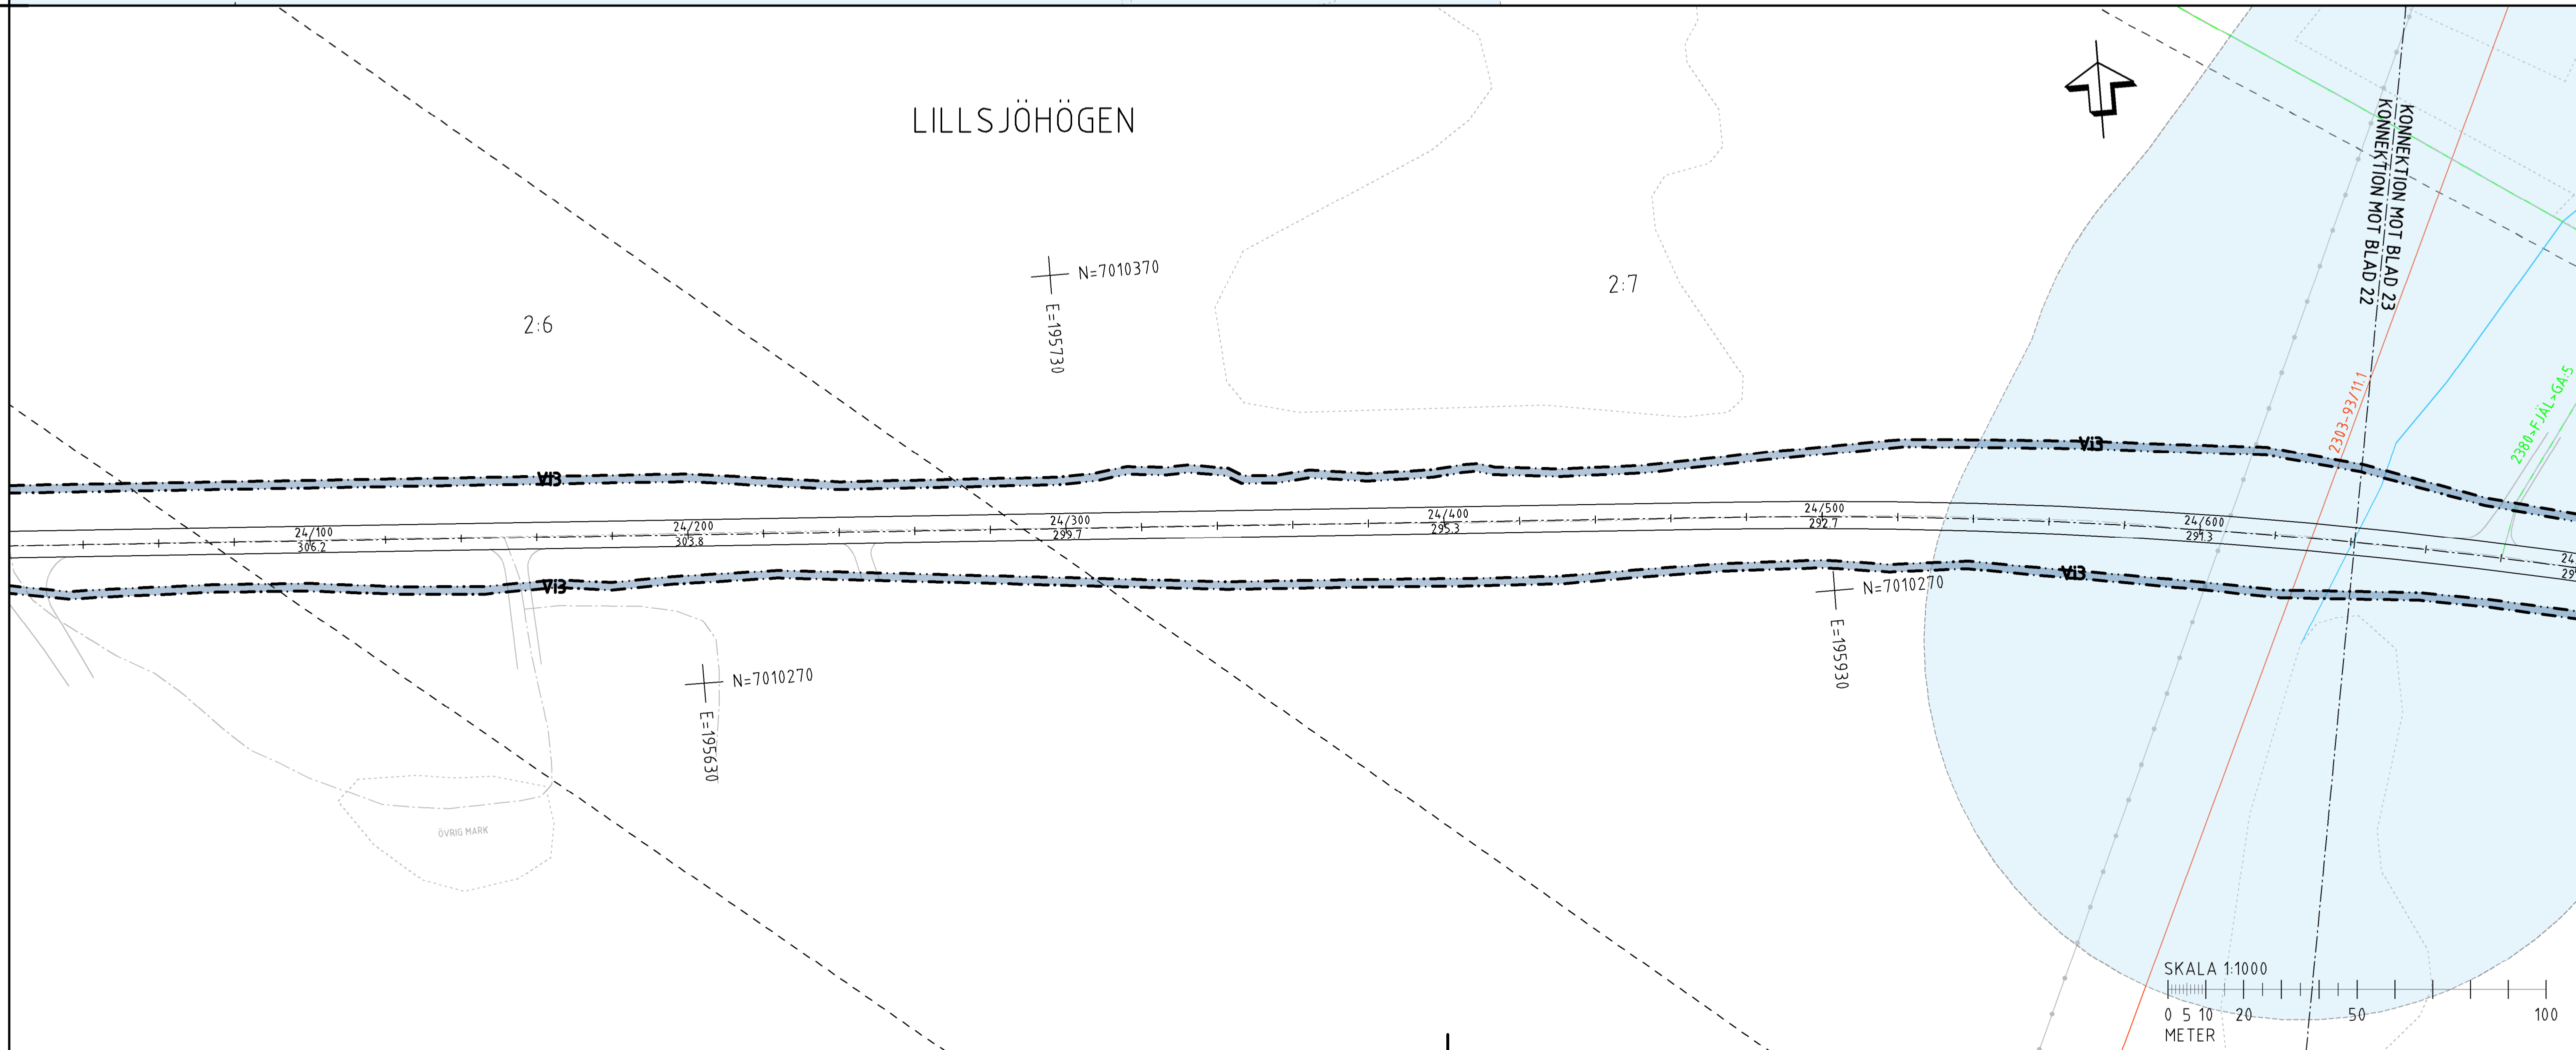 LILLSJÖHÖGEN
KONNEKTION MOT BLAD 23
KONNEKTION MOT BLAD 22
N=7010370
E=195730
2:7
2:6
2303-93/11.1
2380>FJÄL>GA:5
Vi3
Vi3
24/100
306.2
24/200
303.8
24/300
299.7
24/400
295.3
24/500
292.7
24/600
291.3
24
29
Vi3
Vi3
N=7010270
E=195930
N=7010270
E=195630
ÖVRIG MARK
SKALA 1:1000
0 5 10 20 50 100
METER